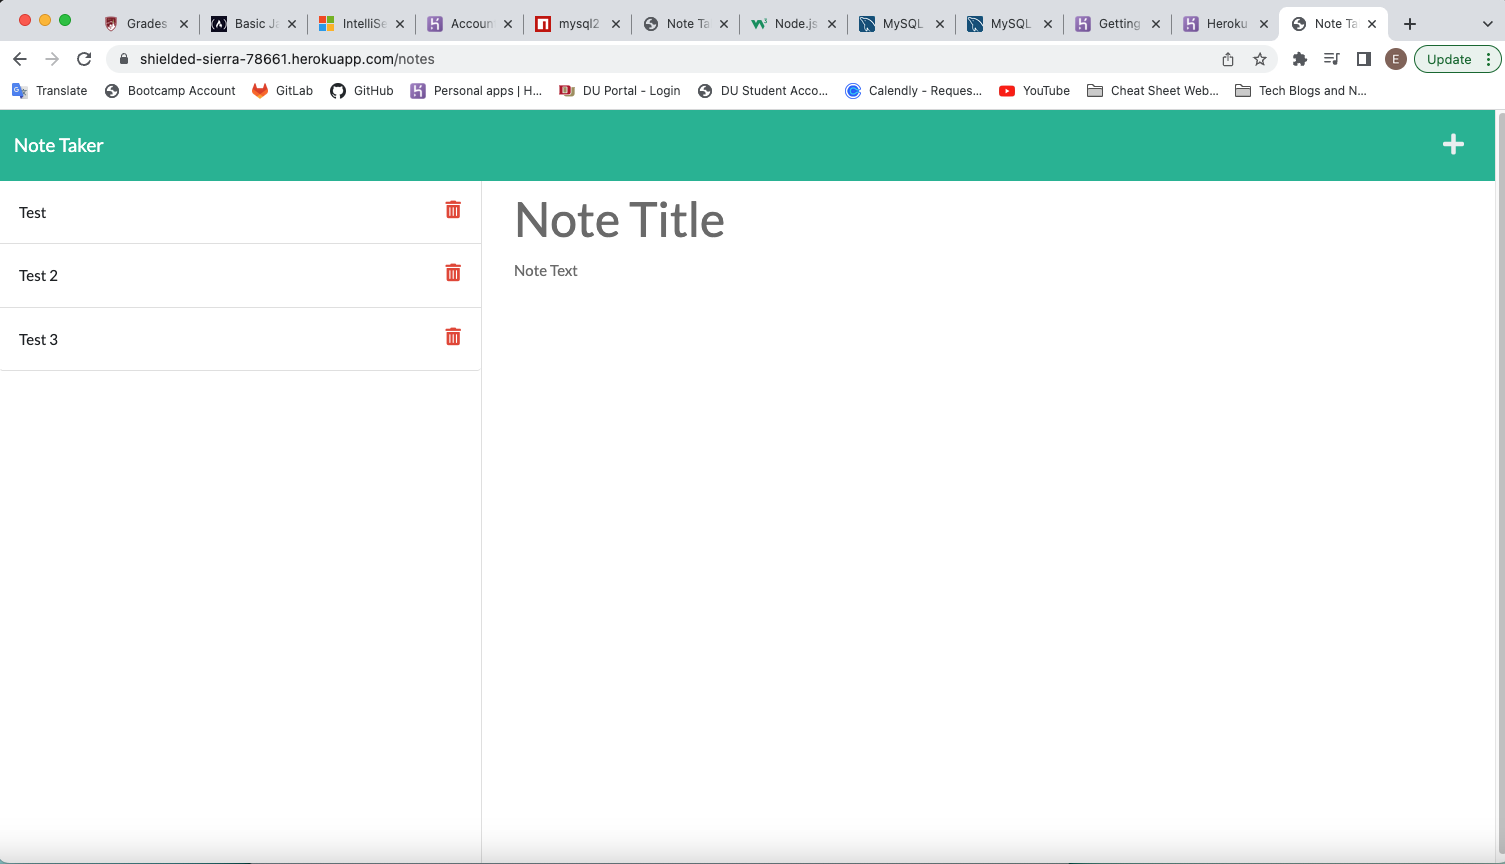 Grades
Basic Ja
IntelliSe
Account
mysql2
Note Ta
Node.js
MySQL
MySQL
Getting
Heroku
Note Ta
shielded-sierra-78661.herokuapp.com/notes
E
Update
Translate
Bootcamp Account
GitLab
GitHub
Personal apps | H...
DU Portal - Login
DU Student Acco...
Calendly - Reques...
YouTube
Cheat Sheet Web...
Tech Blogs and N...
Note Taker
Test
Test 2
Test 3
Note Title
Note Text